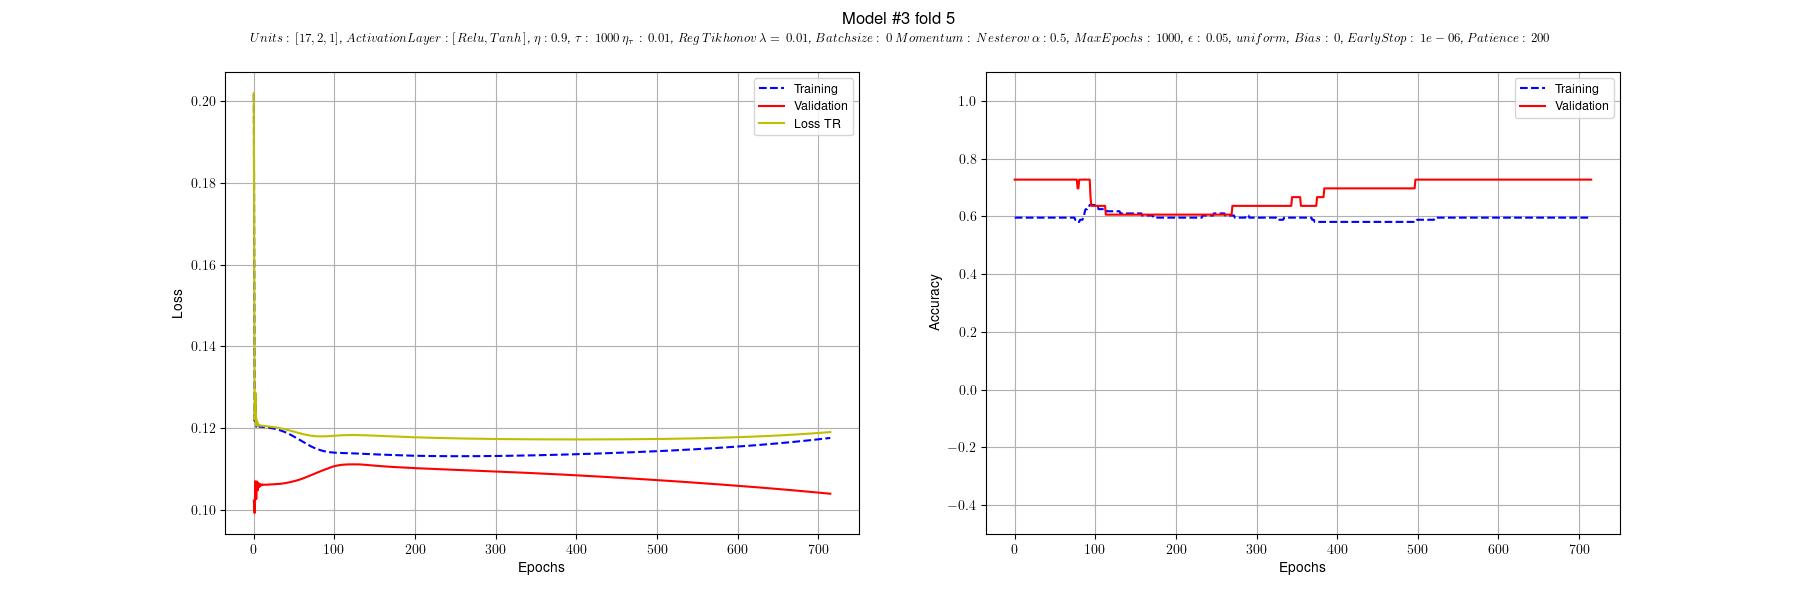 Model #3 fold 5
Units : [17, 2, 1], ActivationLayer : [Relu, Tanh], η : 0.9, τ : 1000 ητ : 0.01, Reg Tikhonov λ = 0.01, Batchsize : 0 Momentum : Nesterov α : 0.5, MaxEpochs : 1000, ϵ : 0.05, uniform, Bias : 0, EarlyStop : 1e − 06, Patience : 200
Loss
0.20
0.18
0.16
0.14
0.12
0.10
Training
Validation
Loss TR
0 100 200 300 400 500 600 700
Epochs
Accuracy
1.0
0.8
0.6
0.4
0.2
0.0
−0.2
−0.4
Training
Validation
0 100 200 300 400 500 600 700
Epochs